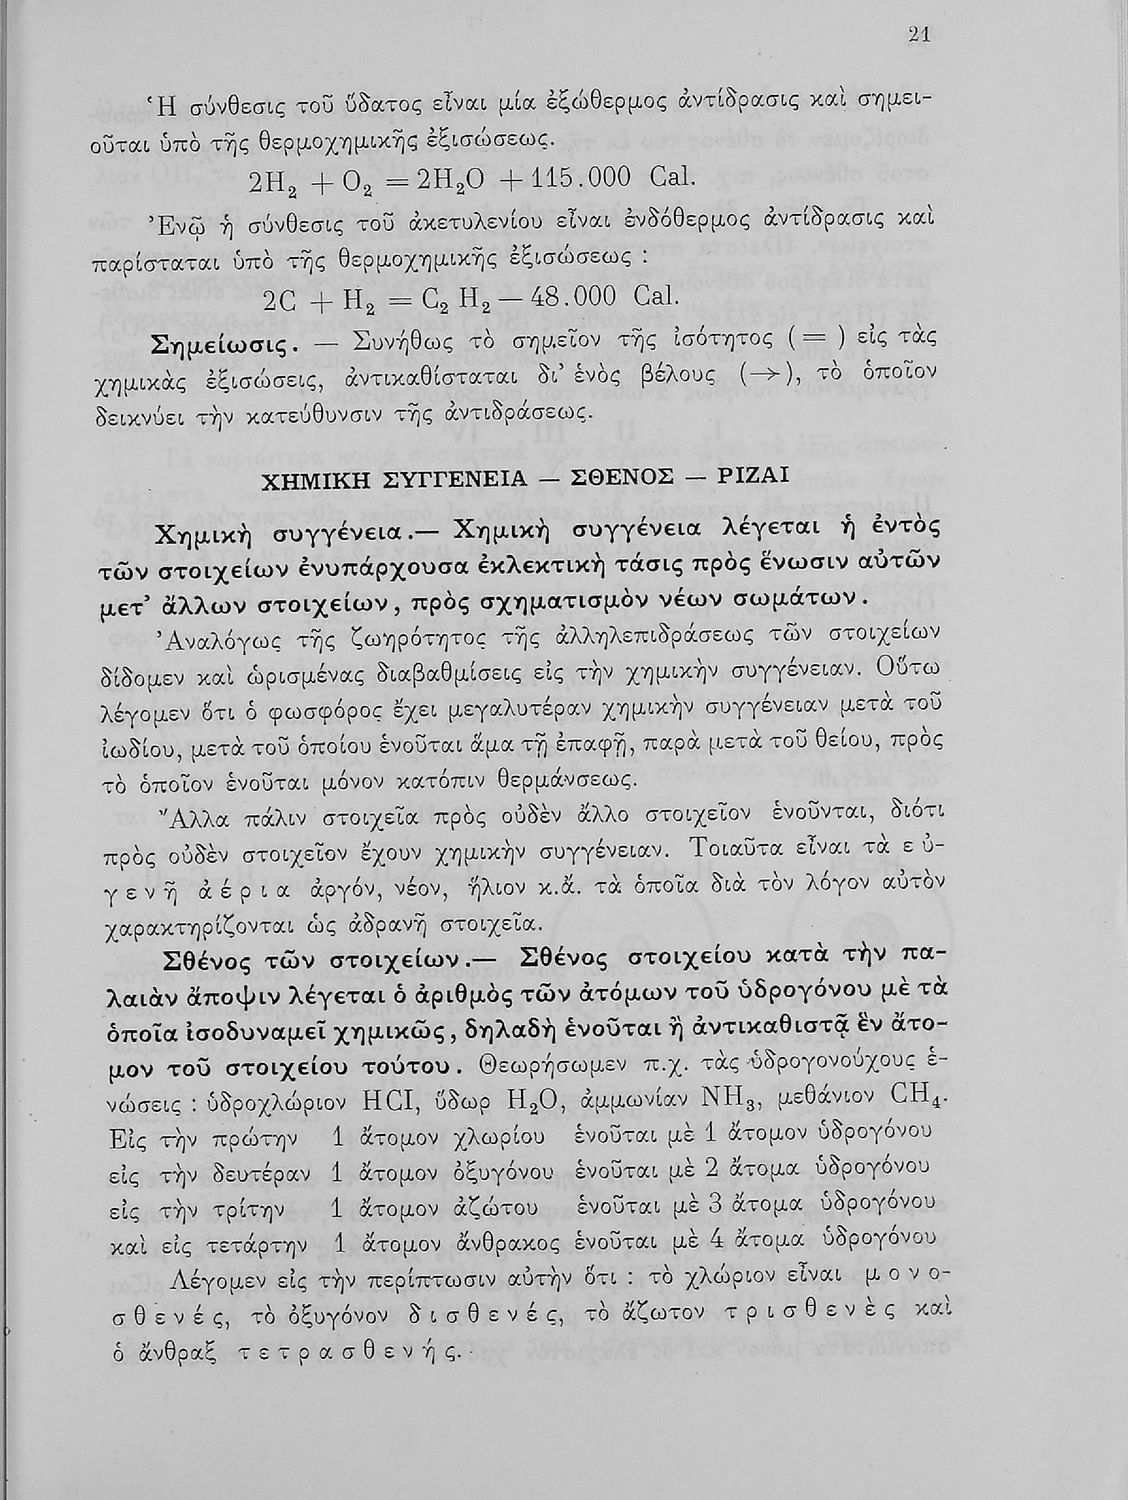 21
Ἡ σύνθεσις τοῦ ὕδατος εἶναι μία ἐξώθερμος ἀντίδρασις καὶ σημει-
οῦται ὑπὸ τῆς θερμοχημικῆς ἐξισώσεως.
2H₂ + O₂ = 2H₂O + 115.000 Cal.
Ἐνῷ ἡ σύνθεσις τοῦ ἀκετυλενίου εἶναι ἐνδόθερμος ἀντίδρασις καὶ
παρίσταται ὑπὸ τῆς θερμοχημικῆς ἐξισώσεως :
2C + H₂ = C₂ H₂ — 48.000 Cal.
Σημείωσις. — Συνήθως τὸ σημεῖον τῆς ἰσότητος ( = ) εἰς τὰς
χημικὰς ἐξισώσεις, ἀντικαθίσταται δι᾽ ἑνὸς βέλους (→), τὸ ὁποῖον
δεικνύει τὴν κατεύθυνσιν τῆς ἀντιδράσεως.
ΧΗΜΙΚΗ ΣΥΓΓΕΝΕΙΑ — ΣΘΕΝΟΣ — ΡΙΖΑΙ
Χημικὴ συγγένεια.— Χημικὴ συγγένεια λέγεται ἡ ἐντὸς
τῶν στοιχείων ἐνυπάρχουσα ἐκλεκτικὴ τάσις πρὸς ἕνωσιν αὐτῶν
μετ᾽ ἄλλων στοιχείων, πρὸς σχηματισμὸν νέων σωμάτων.
Ἀναλόγως τῆς ζωηρότητος τῆς ἀλληλεπιδράσεως τῶν στοιχείων
δίδομεν καὶ ὡρισμένας διαβαθμίσεις εἰς τὴν χημικὴν συγγένειαν. Οὕτω
λέγομεν ὅτι ὁ φωσφόρος ἔχει μεγαλυτέραν χημικὴν συγγένειαν μετὰ τοῦ
ἰωδίου, μετὰ τοῦ ὁποίου ἑνοῦται ἅμα τῇ ἐπαφῇ, παρὰ μετὰ τοῦ θείου, πρὸς
τὸ ὁποῖον ἑνοῦται μόνον κατόπιν θερμάνσεως.
Ἄλλα πάλιν στοιχεῖα πρὸς οὐδὲν ἄλλο στοιχεῖον ἑνοῦνται, διότι
πρὸς οὐδὲν στοιχεῖον ἔχουν χημικὴν συγγένειαν. Τοιαῦτα εἶναι τὰ ε ὐ-
γ ε ν ῆ ἀ έ ρ ι α ἀργόν, νέον, ἥλιον κ.ἄ. τὰ ὁποῖα διὰ τὸν λόγον αὐτὸν
χαρακτηρίζονται ὡς ἀδρανῆ στοιχεῖα.
Σθένος τῶν στοιχείων.— Σθένος στοιχείου κατὰ τὴν πα-
λαιὰν ἄποψιν λέγεται ὁ ἀριθμὸς τῶν ἀτόμων τοῦ ὑδρογόνου μὲ τὰ
ὁποῖα ἰσοδυναμεῖ χημικῶς, δηλαδὴ ἑνοῦται ἢ ἀντικαθιστᾷ ἓν ἄτο-
μον τοῦ στοιχείου τούτου. Θεωρήσωμεν π.χ. τὰς ὑδρογονούχους ἑ-
νώσεις : ὑδροχλώριον HCl, ὕδωρ H₂O, ἀμμωνίαν NH₃, μεθάνιον CH₄.
Εἰς τὴν πρώτην 1 ἄτομον χλωρίου ἑνοῦται μὲ 1 ἄτομον ὑδρογόνου
εἰς τὴν δευτέραν 1 ἄτομον ὀξυγόνου ἑνοῦται μὲ 2 ἄτομα ὑδρογόνου
εἰς τὴν τρίτην 1 ἄτομον ἀζώτου ἑνοῦται μὲ 3 ἄτομα ὑδρογόνου
καὶ εἰς τετάρτην 1 ἄτομον ἄνθρακος ἑνοῦται μὲ 4 ἄτομα ὑδρογόνου
Λέγομεν εἰς τὴν περίπτωσιν αὐτὴν ὅτι : τὸ χλώριον εἶναι μ ο ν ο-
σ θ ε ν έ ς, τὸ ὀξυγόνον δ ι σ θ ε ν έ ς, τὸ ἄζωτον τ ρ ι σ θ ε ν ὲ ς καὶ
ὁ ἄνθραξ τ ε τ ρ α σ θ ε ν ή ς.